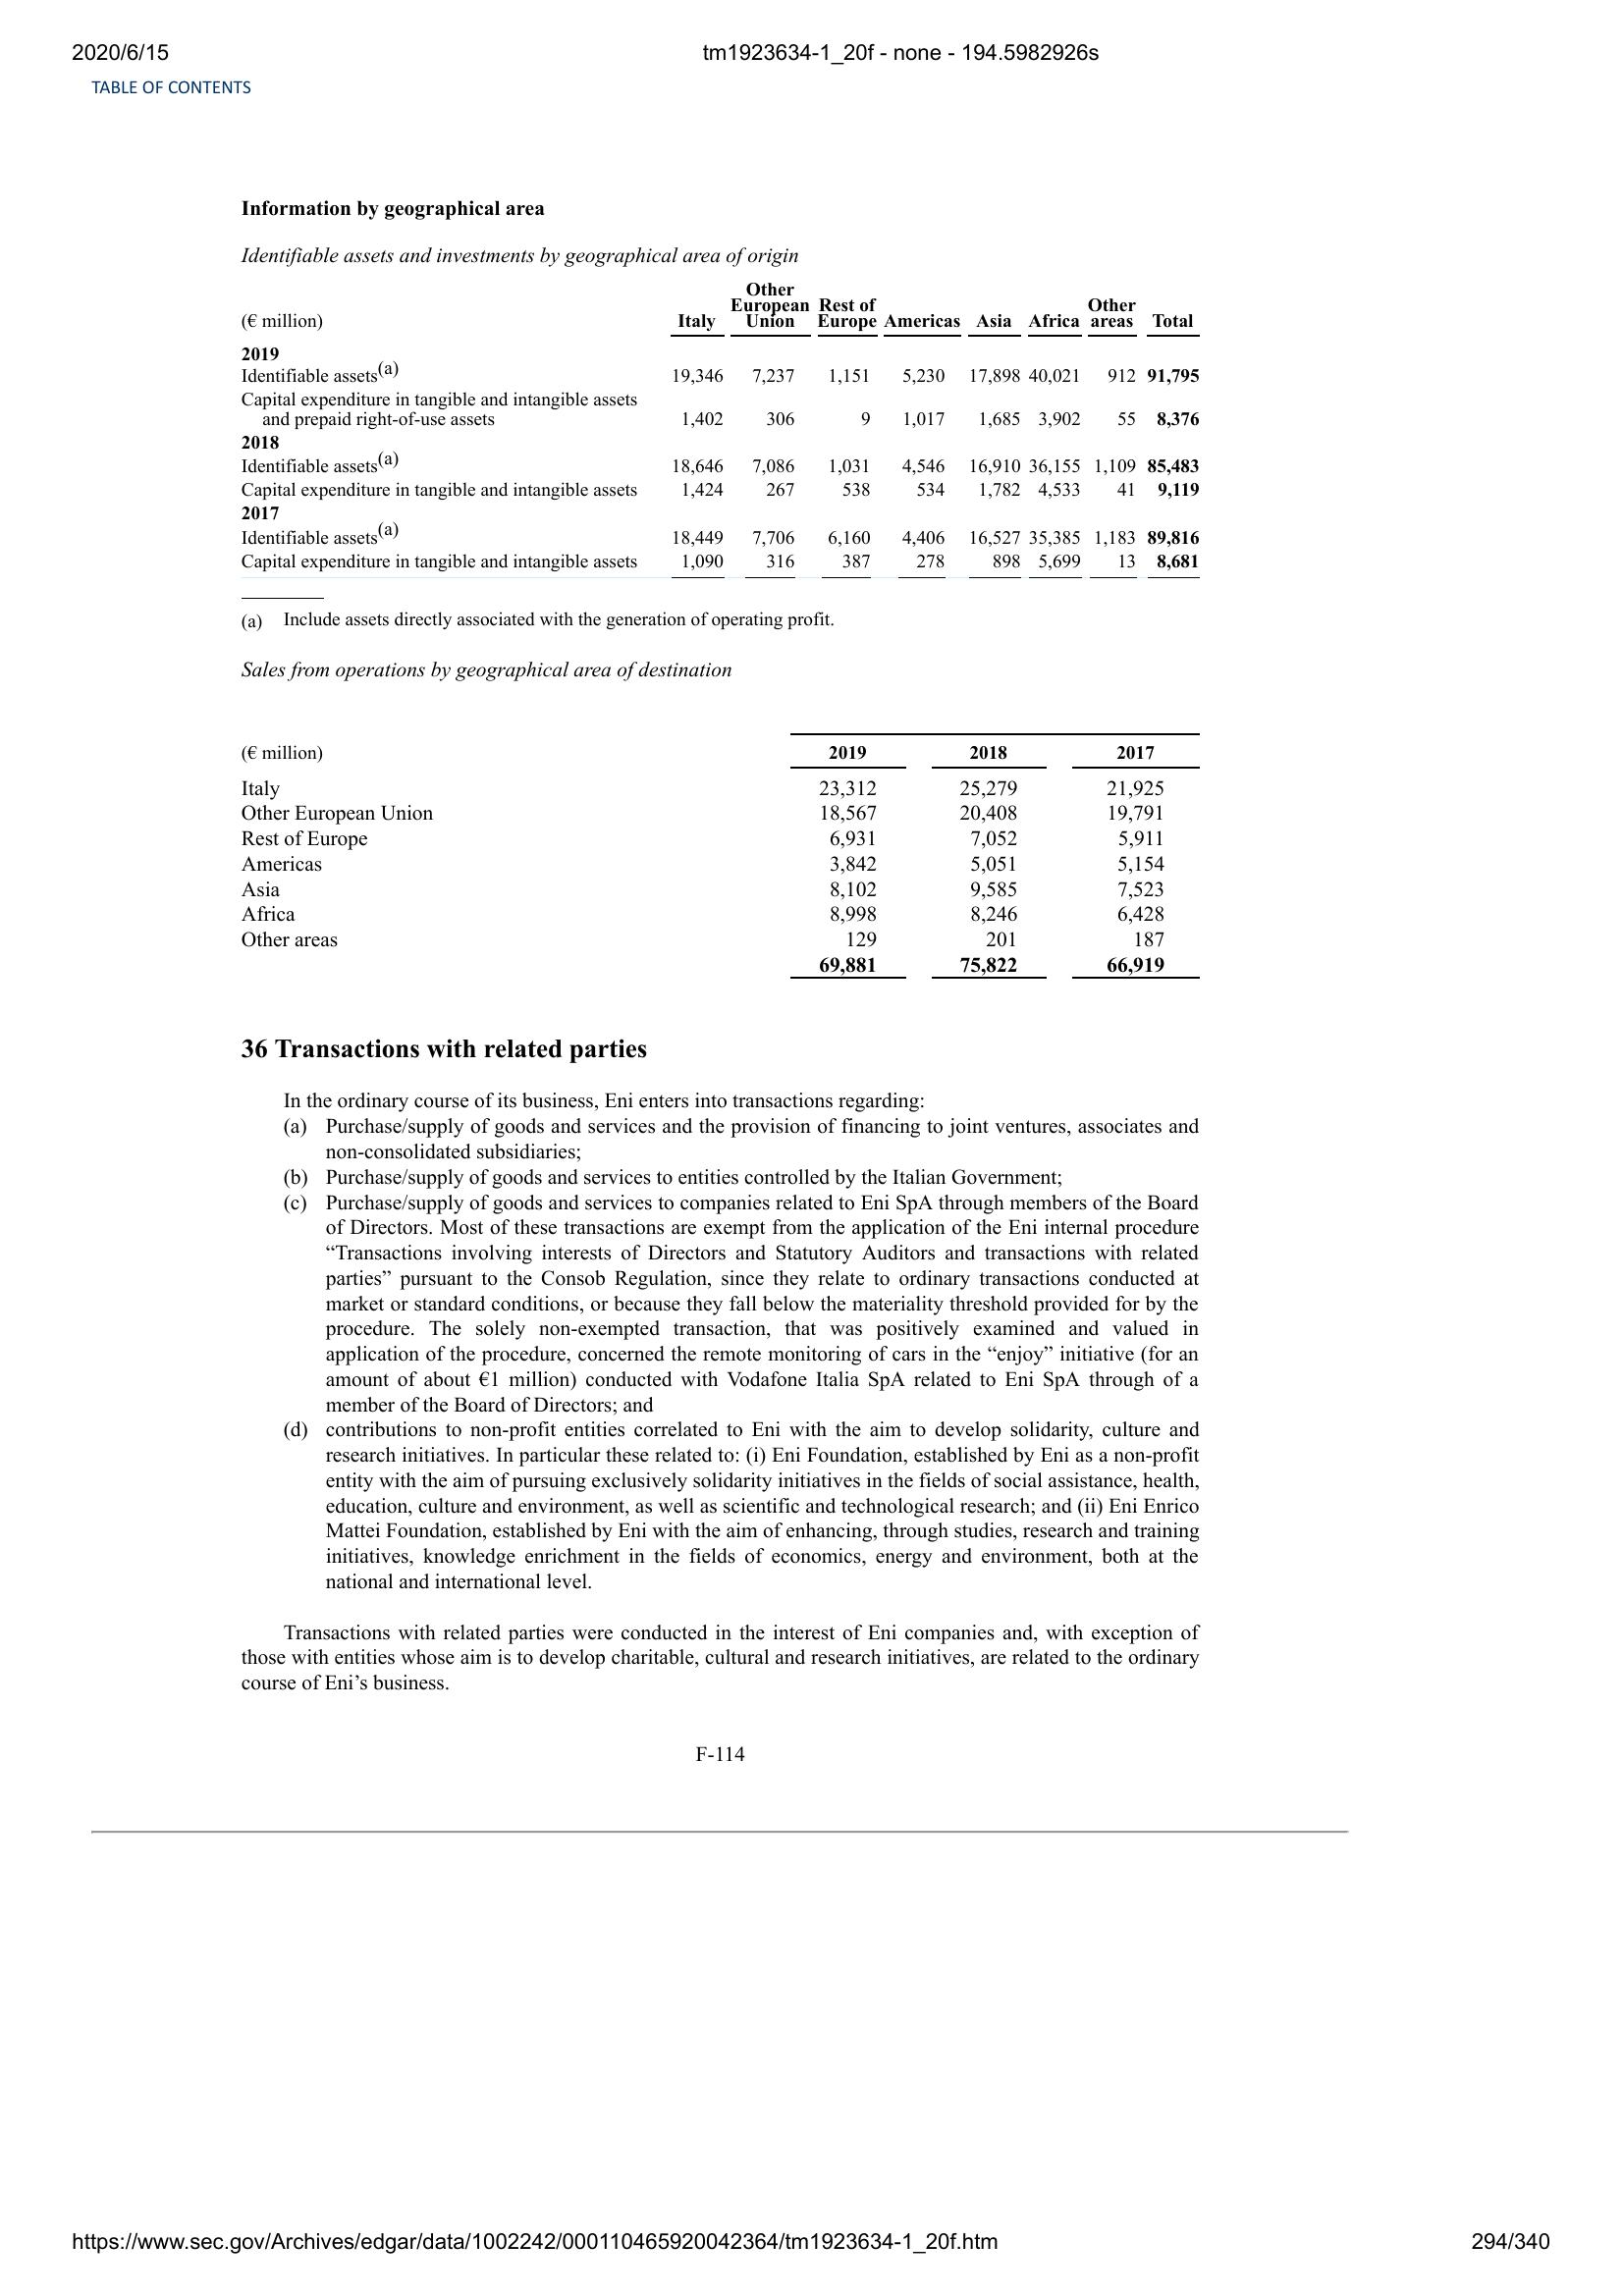 2020/6/15 tm1923634-1_20f - none - 194.5982926s
TABLE OF CONTENTS
Information by geographical area
Identifiable assets and investments by geographical area of origin
(€ million) Italy Other European Union Rest of Europe Americas Asia Africa Other areas Total
2019
Identifiable assets(a) 19,346 7,237 1,151 5,230 17,898 40,021 912 91,795
Capital expenditure in tangible and intangible assets
and prepaid right-of-use assets 1,402 306 9 1,017 1,685 3,902 55 8,376
2018
Identifiable assets(a) 18,646 7,086 1,031 4,546 16,910 36,155 1,109 85,483
Capital expenditure in tangible and intangible assets 1,424 267 538 534 1,782 4,533 41 9,119
2017
Identifiable assets(a) 18,449 7,706 6,160 4,406 16,527 35,385 1,183 89,816
Capital expenditure in tangible and intangible assets 1,090 316 387 278 898 5,699 13 8,681
(a) Include assets directly associated with the generation of operating profit.
Sales from operations by geographical area of destination
(€ million) 2019 2018 2017
Italy 23,312 25,279 21,925
Other European Union 18,567 20,408 19,791
Rest of Europe 6,931 7,052 5,911
Americas 3,842 5,051 5,154
Asia 8,102 9,585 7,523
Africa 8,998 8,246 6,428
Other areas 129 201 187
69,881 75,822 66,919
36 Transactions with related parties
In the ordinary course of its business, Eni enters into transactions regarding:
(a) Purchase/supply of goods and services and the provision of financing to joint ventures, associates and
non-consolidated subsidiaries;
(b) Purchase/supply of goods and services to entities controlled by the Italian Government;
(c) Purchase/supply of goods and services to companies related to Eni SpA through members of the Board
of Directors. Most of these transactions are exempt from the application of the Eni internal procedure
“Transactions involving interests of Directors and Statutory Auditors and transactions with related
parties” pursuant to the Consob Regulation, since they relate to ordinary transactions conducted at
market or standard conditions, or because they fall below the materiality threshold provided for by the
procedure. The solely non-exempted transaction, that was positively examined and valued in
application of the procedure, concerned the remote monitoring of cars in the “enjoy” initiative (for an
amount of about €1 million) conducted with Vodafone Italia SpA related to Eni SpA through of a
member of the Board of Directors; and
(d) contributions to non-profit entities correlated to Eni with the aim to develop solidarity, culture and
research initiatives. In particular these related to: (i) Eni Foundation, established by Eni as a non-profit
entity with the aim of pursuing exclusively solidarity initiatives in the fields of social assistance, health,
education, culture and environment, as well as scientific and technological research; and (ii) Eni Enrico
Mattei Foundation, established by Eni with the aim of enhancing, through studies, research and training
initiatives, knowledge enrichment in the fields of economics, energy and environment, both at the
national and international level.
Transactions with related parties were conducted in the interest of Eni companies and, with exception of
those with entities whose aim is to develop charitable, cultural and research initiatives, are related to the ordinary
course of Eni’s business.
F-114
https://www.sec.gov/Archives/edgar/data/1002242/000110465920042364/tm1923634-1_20f.htm 294/340